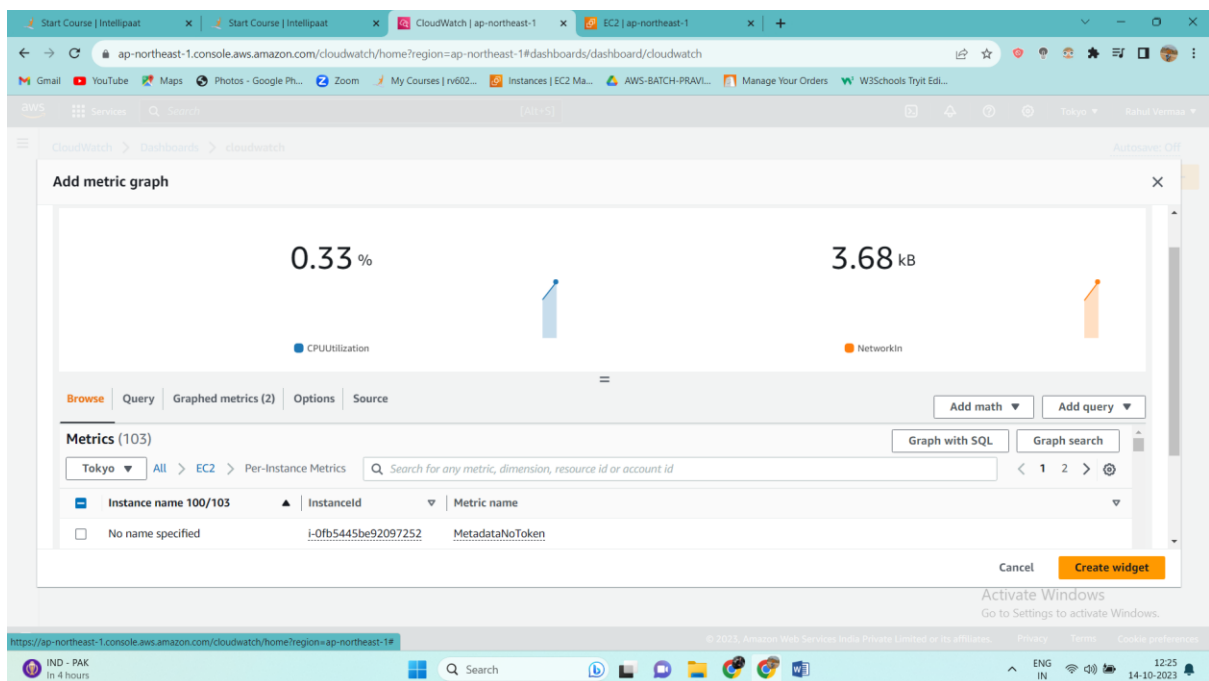 Start Course | Intellipaat
Start Course | Intellipaat
CloudWatch | ap-northeast-1
EC2 | ap-northeast-1
ap-northeast-1.console.aws.amazon.com/cloudwatch/home?region=ap-northeast-1#dashboards/dashboard/cloudwatch
Gmail YouTube Maps Photos - Google Ph... Zoom My Courses | rv602... Instances | EC2 Ma... AWS-BATCH-PRAVI... Manage Your Orders W3Schools Tryit Edi...
aws Services Search [Alt+S] Tokyo Rahul Vermaa
CloudWatch > Dashboards > cloudwatch Autosave: Off
Add metric graph
0.33 % 3.68 kB
CPUUtilization NetworkIn
Browse Query Graphed metrics (2) Options Source
Add math Add query
Metrics (103) Graph with SQL Graph search
Tokyo All > EC2 > Per-Instance Metrics Search for any metric, dimension, resource id or account id 1 2
Instance name 100/103 InstanceId Metric name
No name specified i-0fb5445be92097252 MetadataNoToken
Cancel Create widget
Activate Windows
Go to Settings to activate Windows.
https://ap-northeast-1.console.aws.amazon.com/cloudwatch/home?region=ap-northeast-1#
© 2023, Amazon Web Services India Private Limited or its affiliates. Privacy Terms Cookie preferences
IND - PAK
In 4 hours
Search
ENG
IN
12:25
14-10-2023